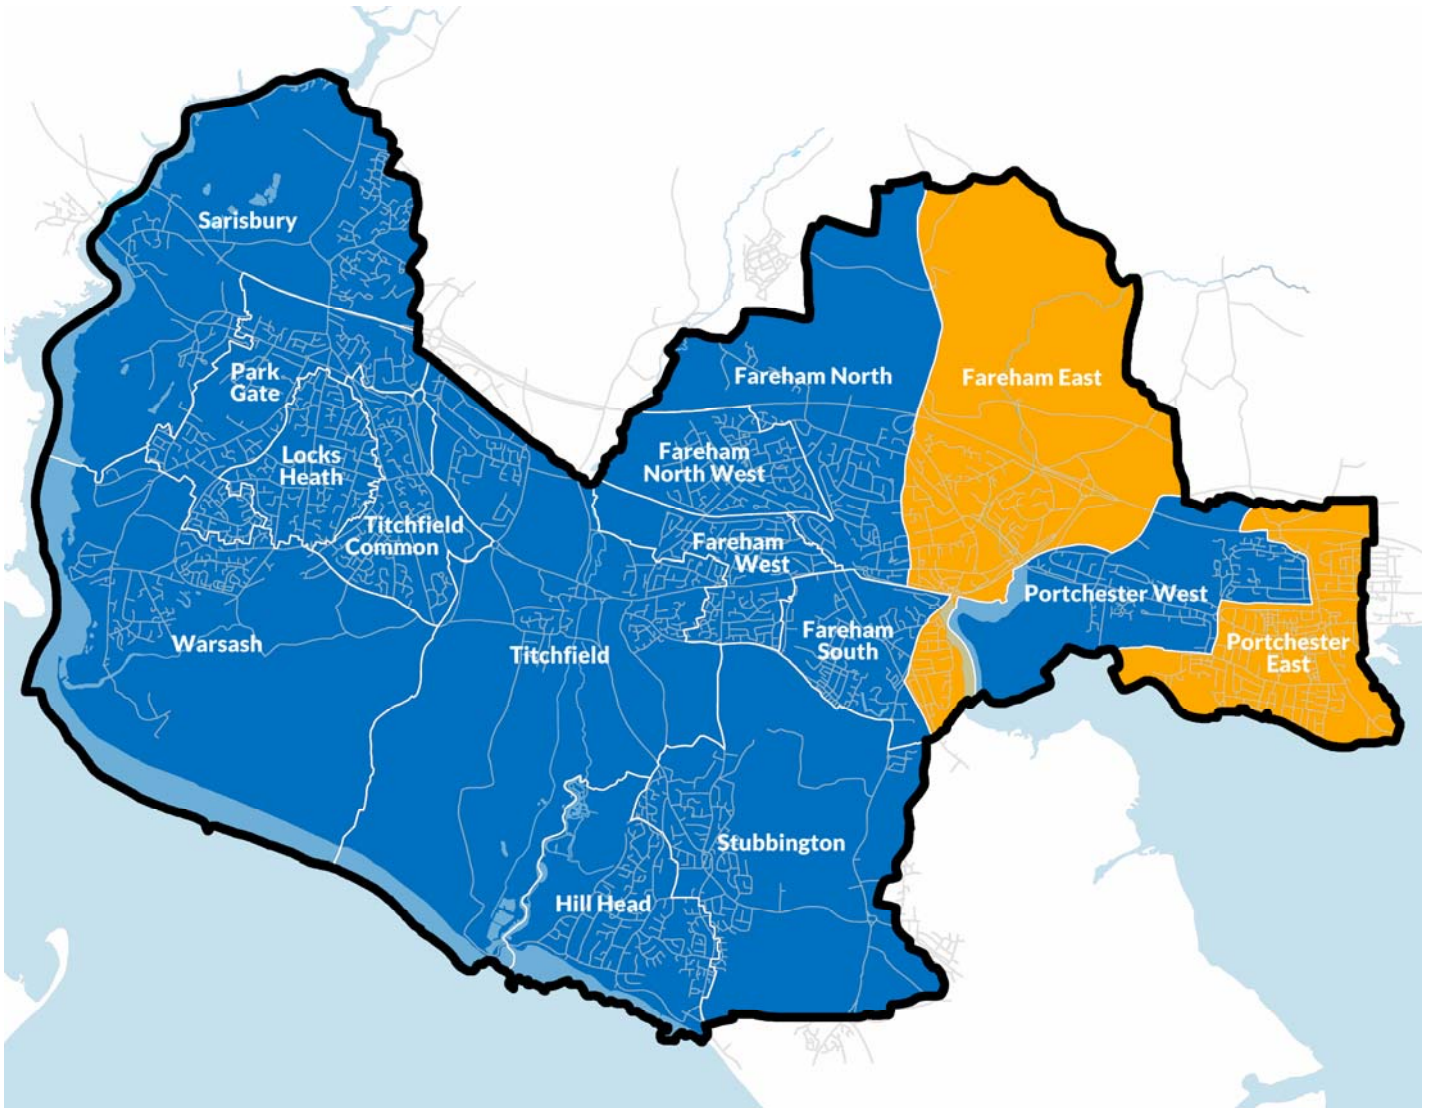 Sarisbury
Park
Gate
Locks
Heath
Titchfield
Common
Warsash
Titchfield
Fareham North
Fareham East
Fareham
North West
Fareham
West
Fareham
South
Portchester West
Portchester
East
Stubbington
Hill Head